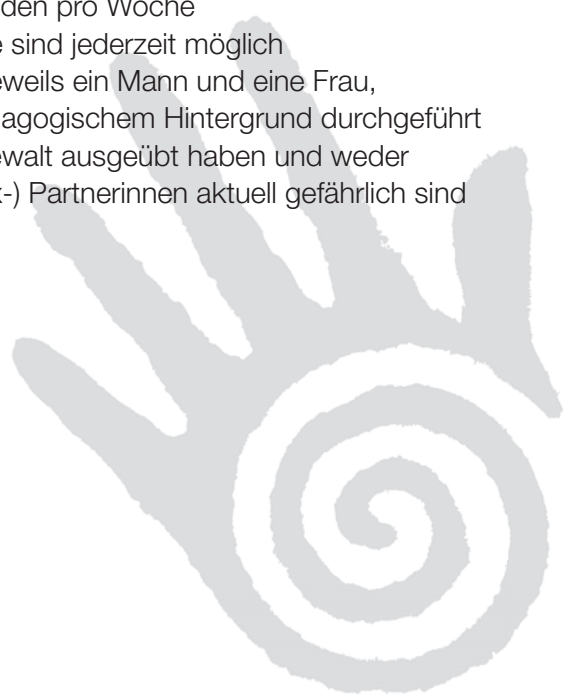 den pro Woche
e sind jederzeit möglich
eweils ein Mann und eine Frau,
agogischem Hintergrund durchgeführt
ewalt ausgeübt haben und weder
x-) Partnerinnen aktuell gefährlich sind